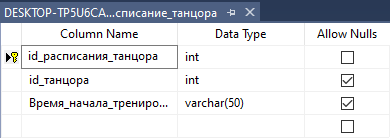 DESKTOP-TP5U6CA...списание_танцора
Column Name Data Type Allow Nulls
id_расписания_танцора int
id_танцора int
Время_начала_трениро... varchar(50)